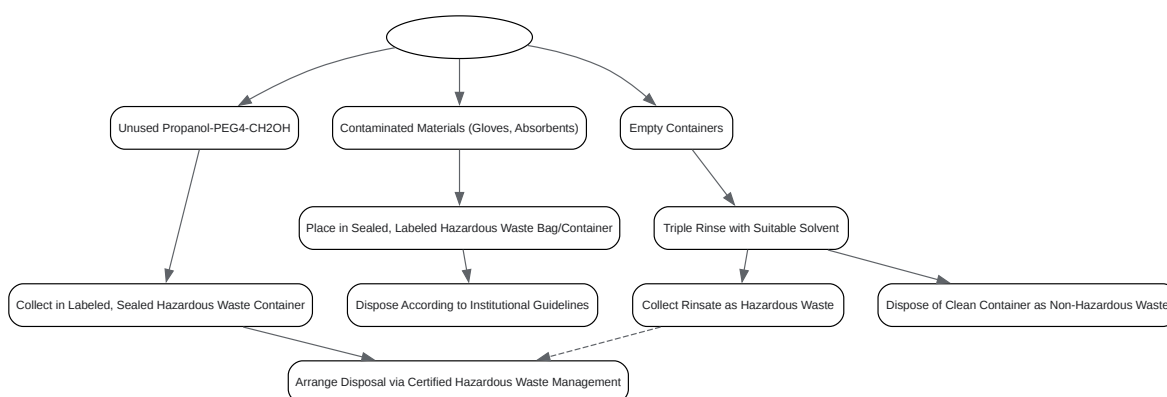 Unused Propanol-PEG4-CH2OH
Contaminated Materials (Gloves, Absorbents)
Empty Containers
Place in Sealed, Labeled Hazardous Waste Bag/Container
Triple Rinse with Suitable Solvent
Collect in Labeled, Sealed Hazardous Waste Container
Dispose According to Institutional Guidelines
Collect Rinsate as Hazardous Waste
Dispose of Clean Container as Non-Hazardous Waste
Arrange Disposal via Certified Hazardous Waste Management